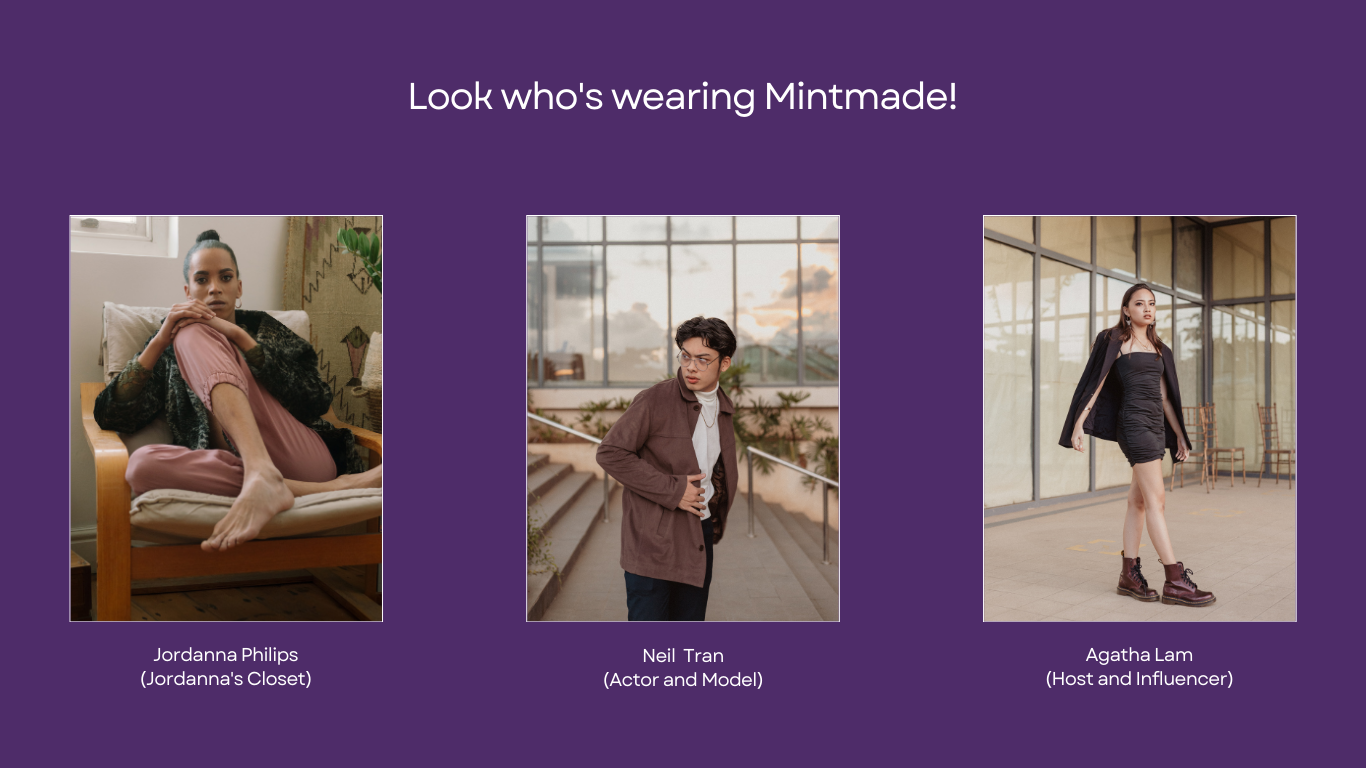 Look who's wearing Mintmade!
Jordanna Philips
(Jordanna's Closet)
Neil Tran
(Actor and Model)
Agatha Lam
(Host and Influencer)